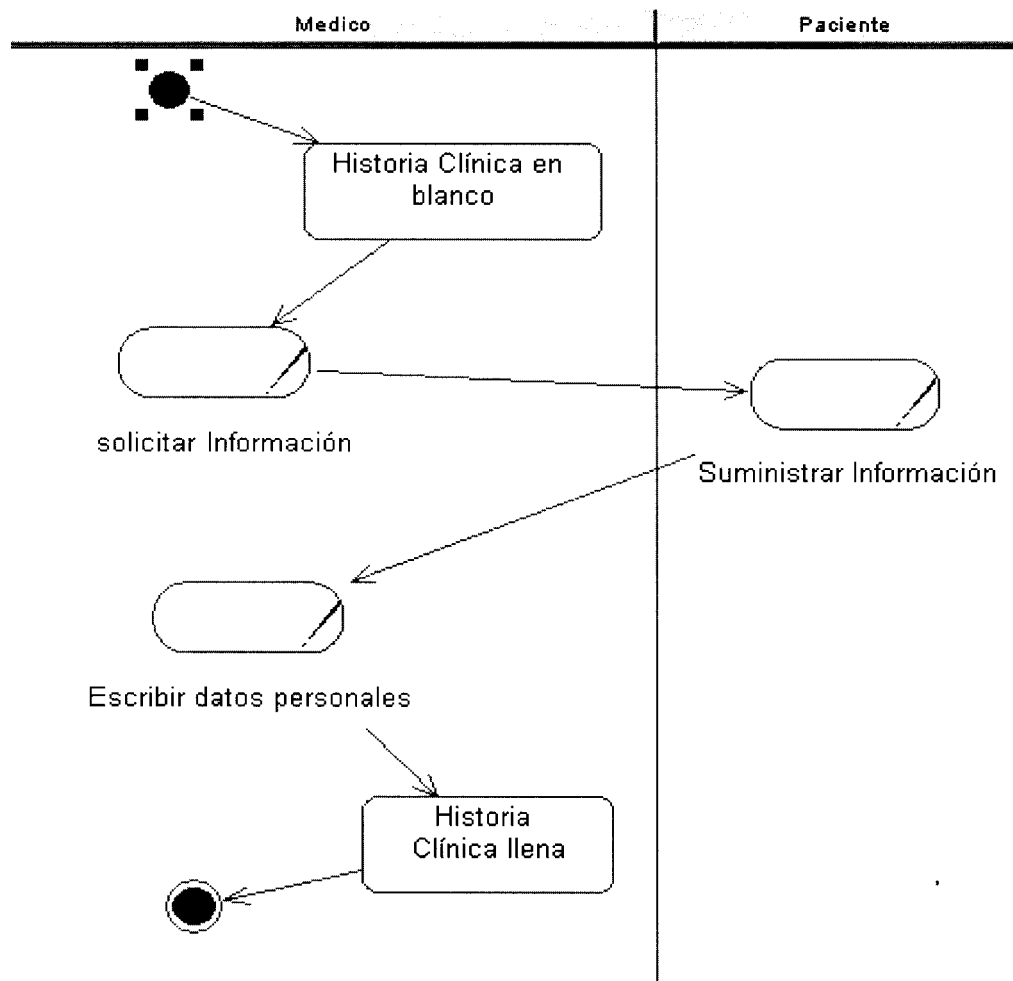 Medico
Paciente
Historia Clínica en
blanco
solicitar Información
Suministrar Información
Escribir datos personales
Historia
Clínica llena